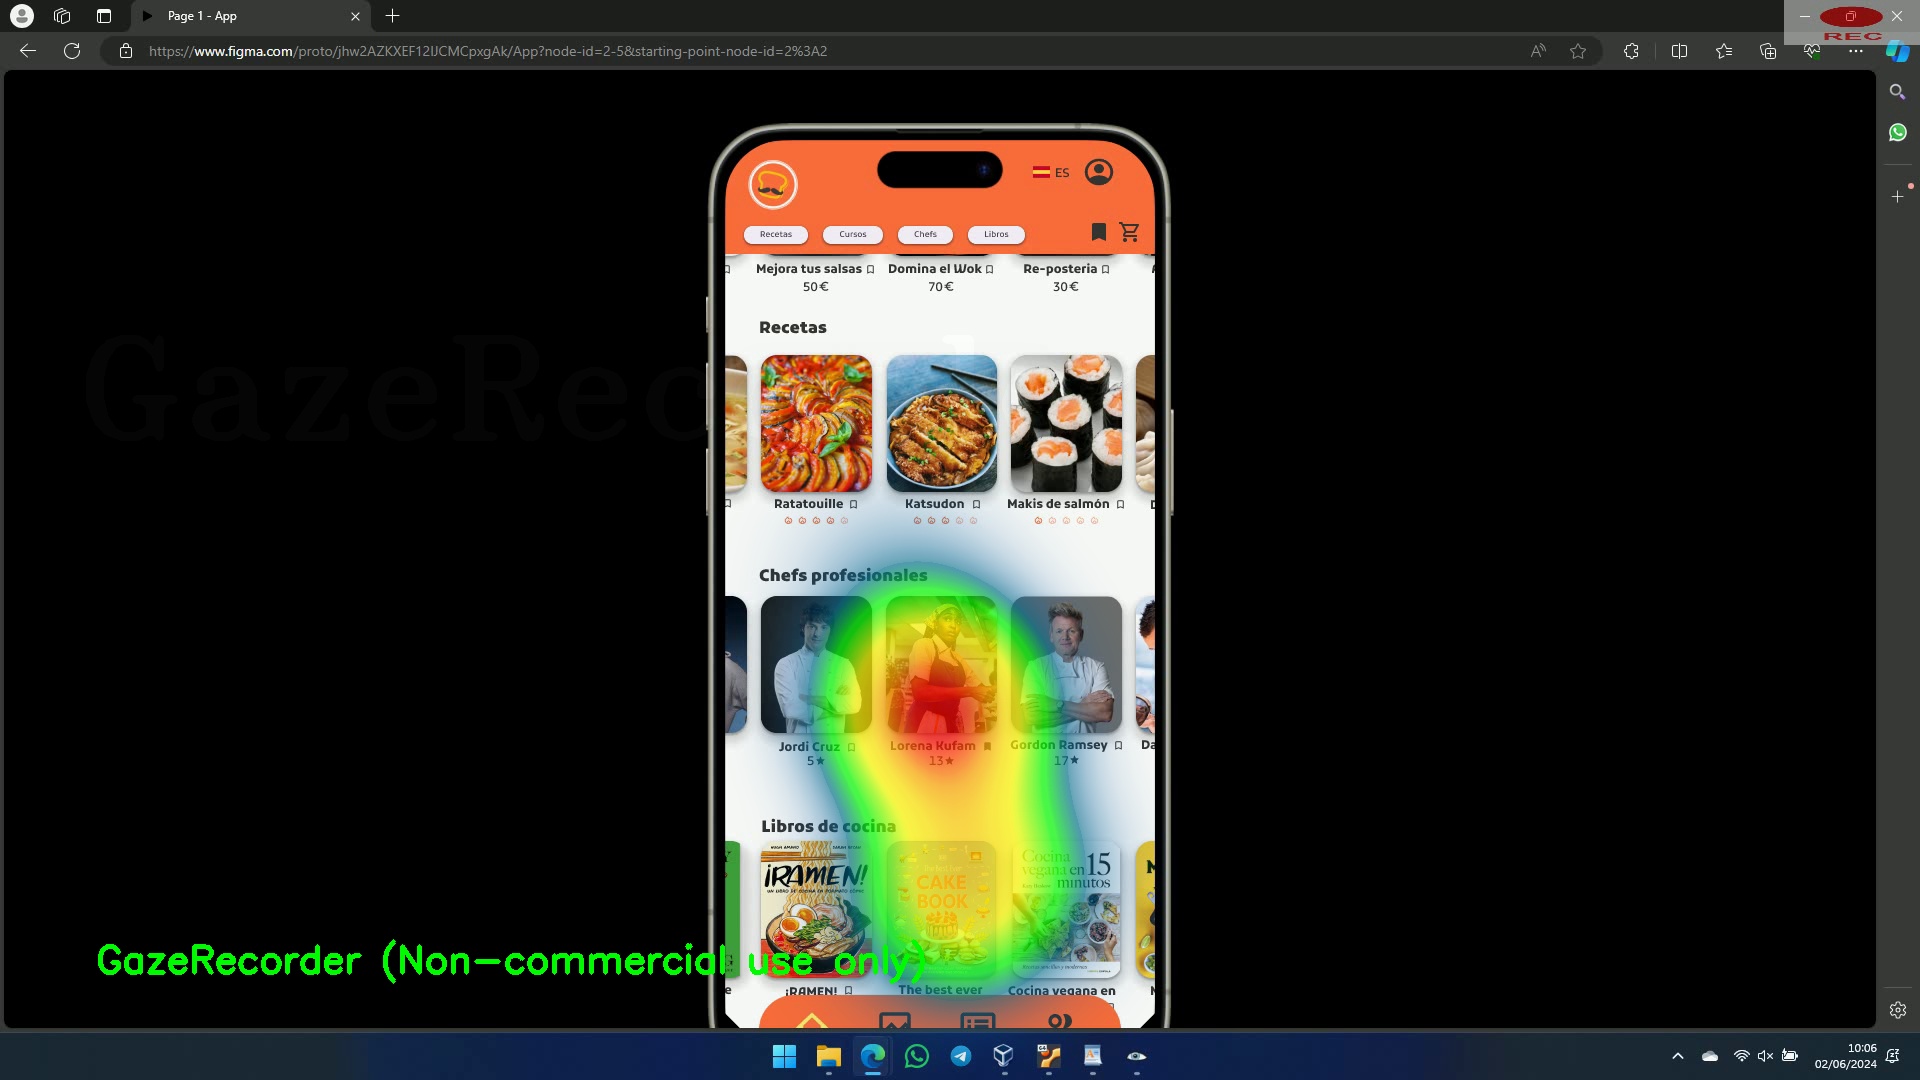 Page 1 - App
REC
https://www.figma.com/proto/jhw2AZKXEF12IJCMCpxgAk/App?node-id=2-5&starting-point-node-id=2%3A2
ES
Recetas Cursos Chefs Libros
Mejora tus salsas Domina el Wok Re-posteria
50€ 70€ 30€
Recetas
GazeRec
Ratatouille Katsudon Makis de salmón
Chefs profesionales
Jordi Cruz Lorena Kufam Gordon Ramsey Da
5★ 13★ 17★
Libros de cocina
¡RAMEN!
CAKE
BOOK
Cocina
vegana en 15
minutos
GazeRecorder (Non-commercial use only)
e ¡RAMEN! The best ever Cocina vegana en
10:06
02/06/2024